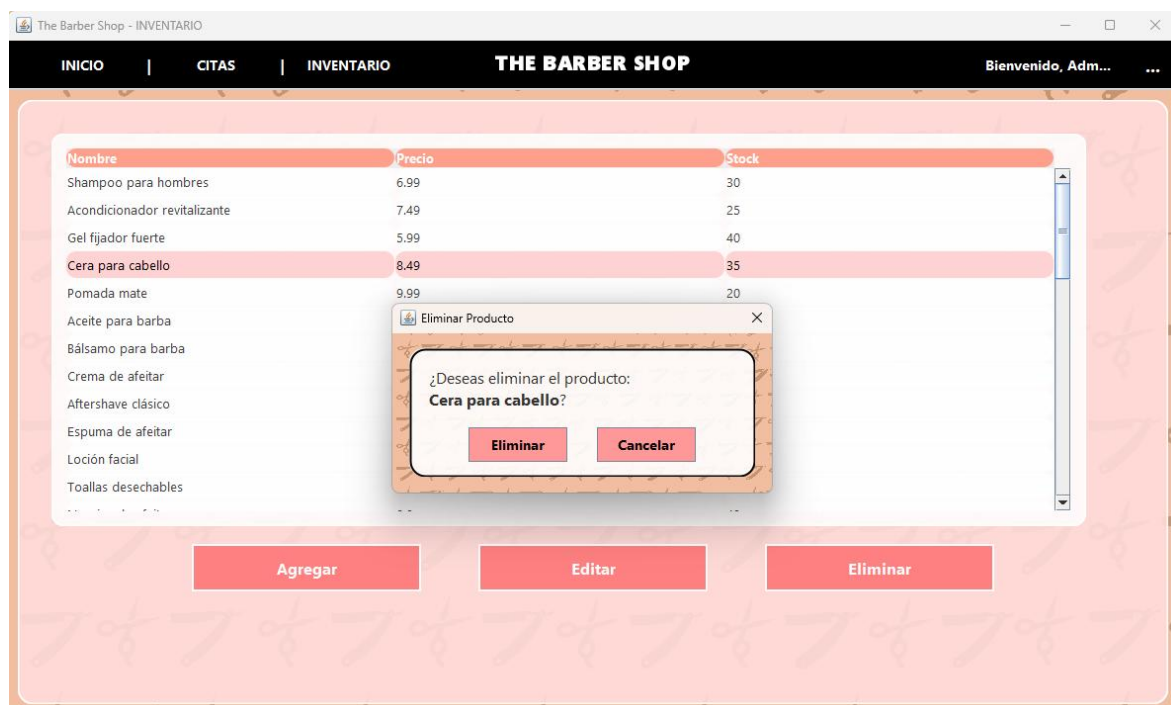 The Barber Shop - INVENTARIO
INICIO | CITAS | INVENTARIO THE BARBER SHOP Bienvenido, Adm... ...
Nombre Precio Stock
Shampoo para hombres 6.99 30
Acondicionador revitalizante 7.49 25
Gel fijador fuerte 5.99 40
Cera para cabello 8.49 35
Pomada mate 9.99 20
Aceite para barba
Bálsamo para barba
Crema de afeitar
Aftershave clásico
Espuma de afeitar
Loción facial
Toallas desechables
Eliminar Producto
¿Deseas eliminar el producto:
Cera para cabello?
Eliminar Cancelar
Agregar Editar Eliminar